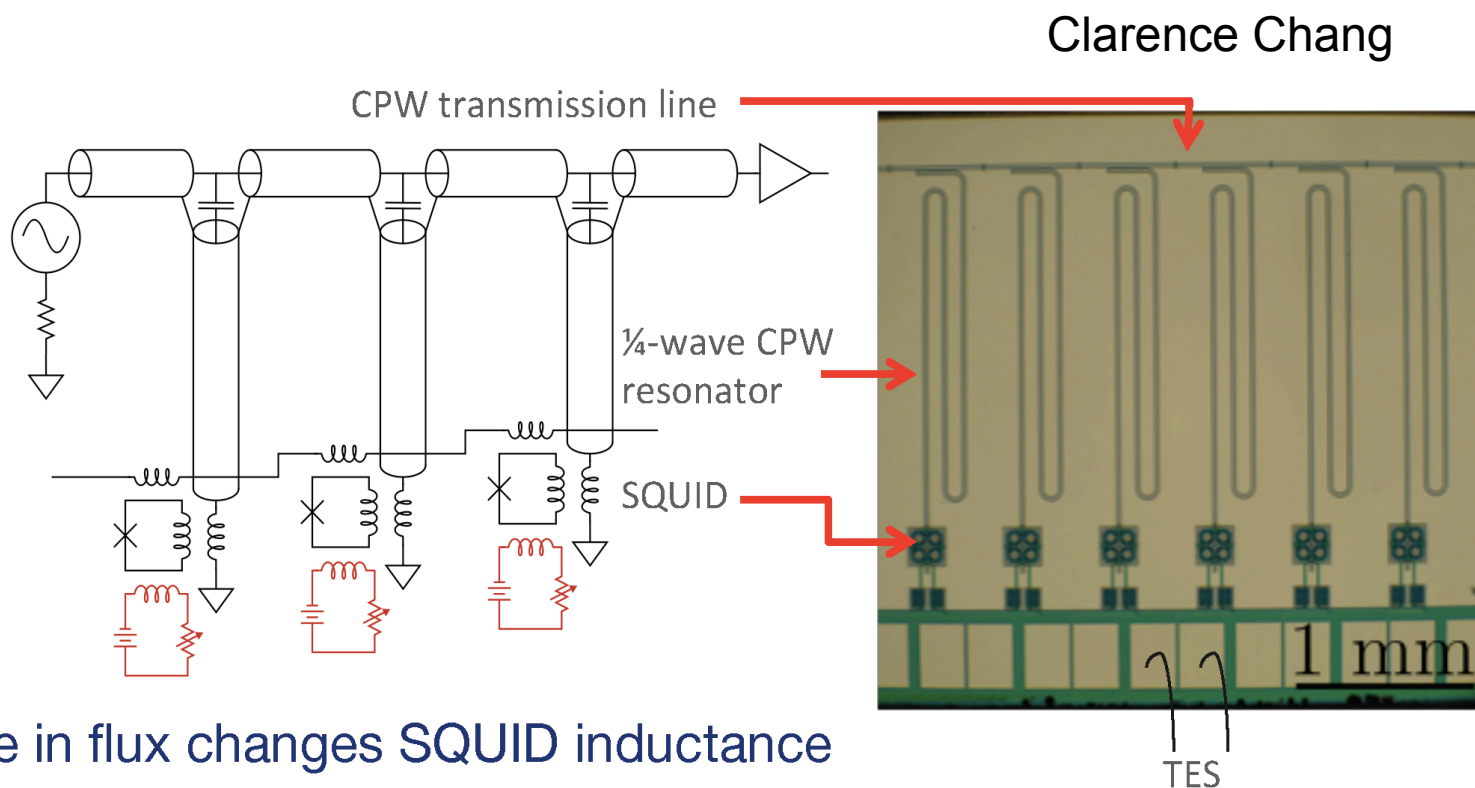 Clarence Chang
CPW transmission line
¼-wave CPW
resonator
SQUID
1 mm
e in flux changes SQUID inductance
TES